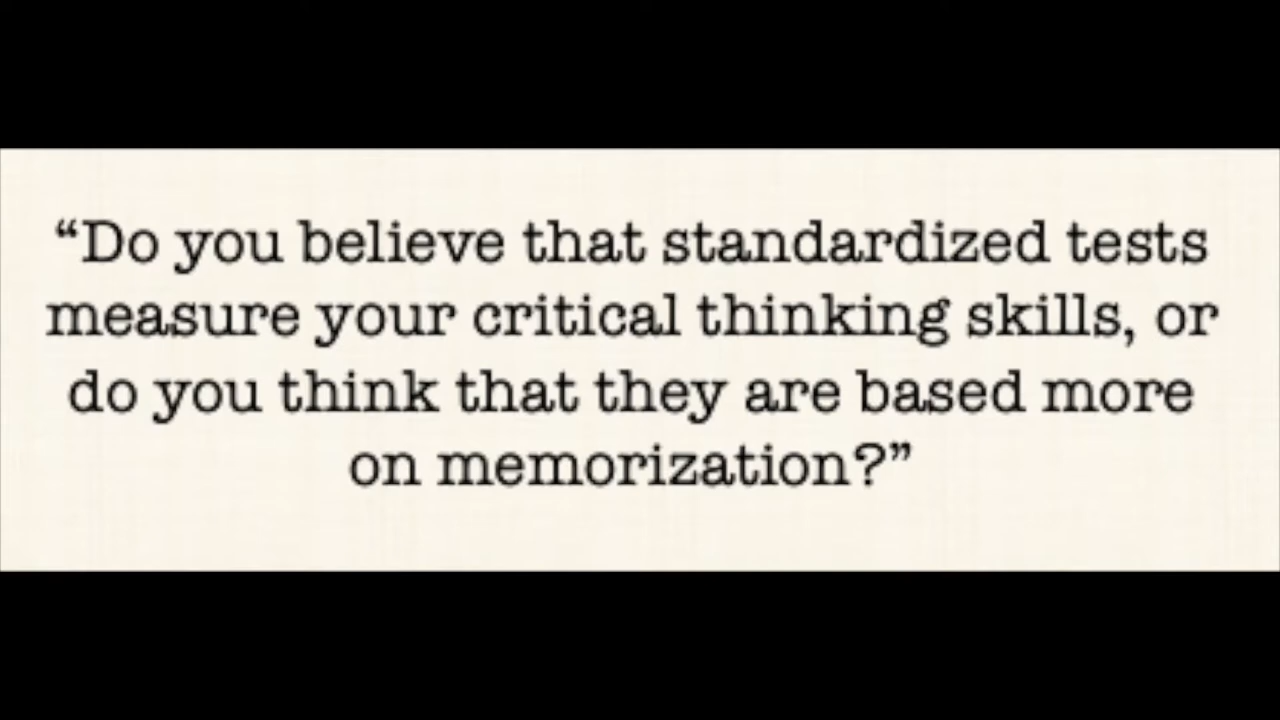 “Do you believe that standardized tests
measure your critical thinking skills, or
do you think that they are based more
on memorization?”